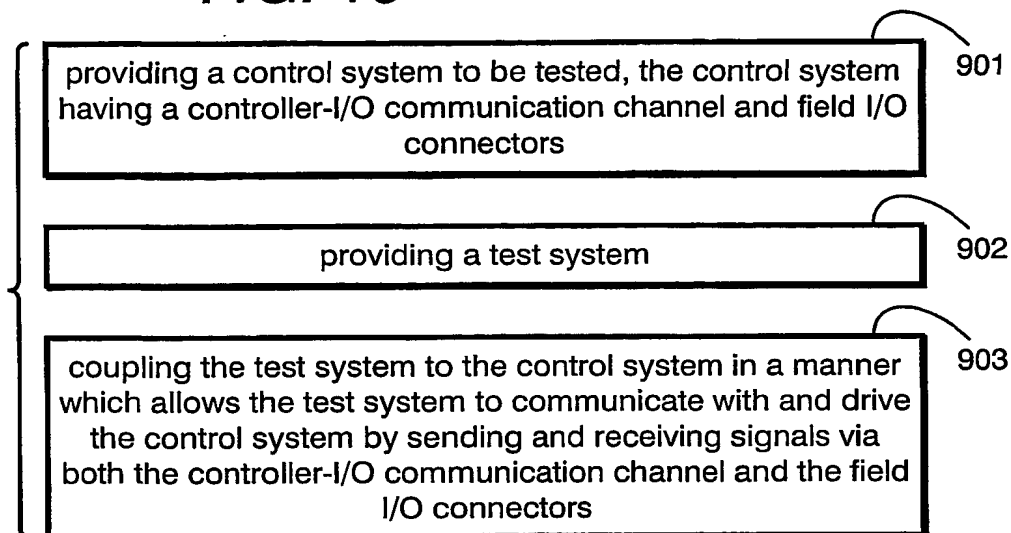 901
providing a control system to be tested, the control system
having a controller-I/O communication channel and field I/O
connectors
902
providing a test system
903
coupling the test system to the control system in a manner
which allows the test system to communicate with and drive
the control system by sending and receiving signals via
both the controller-I/O communication channel and the field
I/O connectors